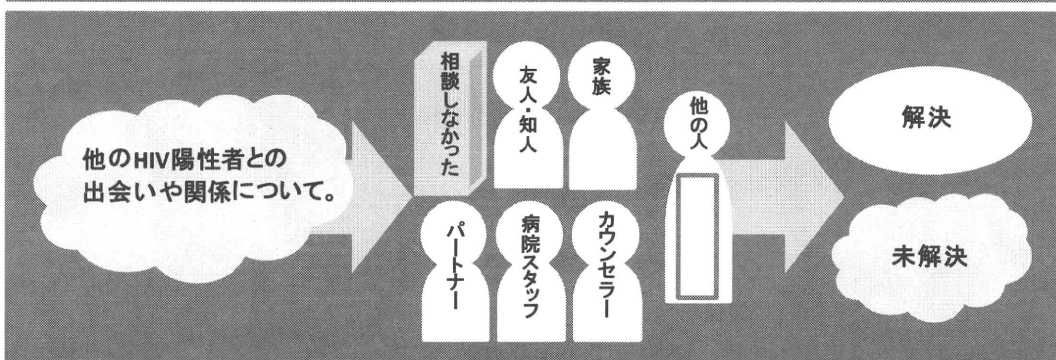 他のHIV陽性者との
出会いや関係について。
相談しなかった
友人・知人
家族
パートナー
病院スタッフ
カウンセラー
他の人
解決
未解決